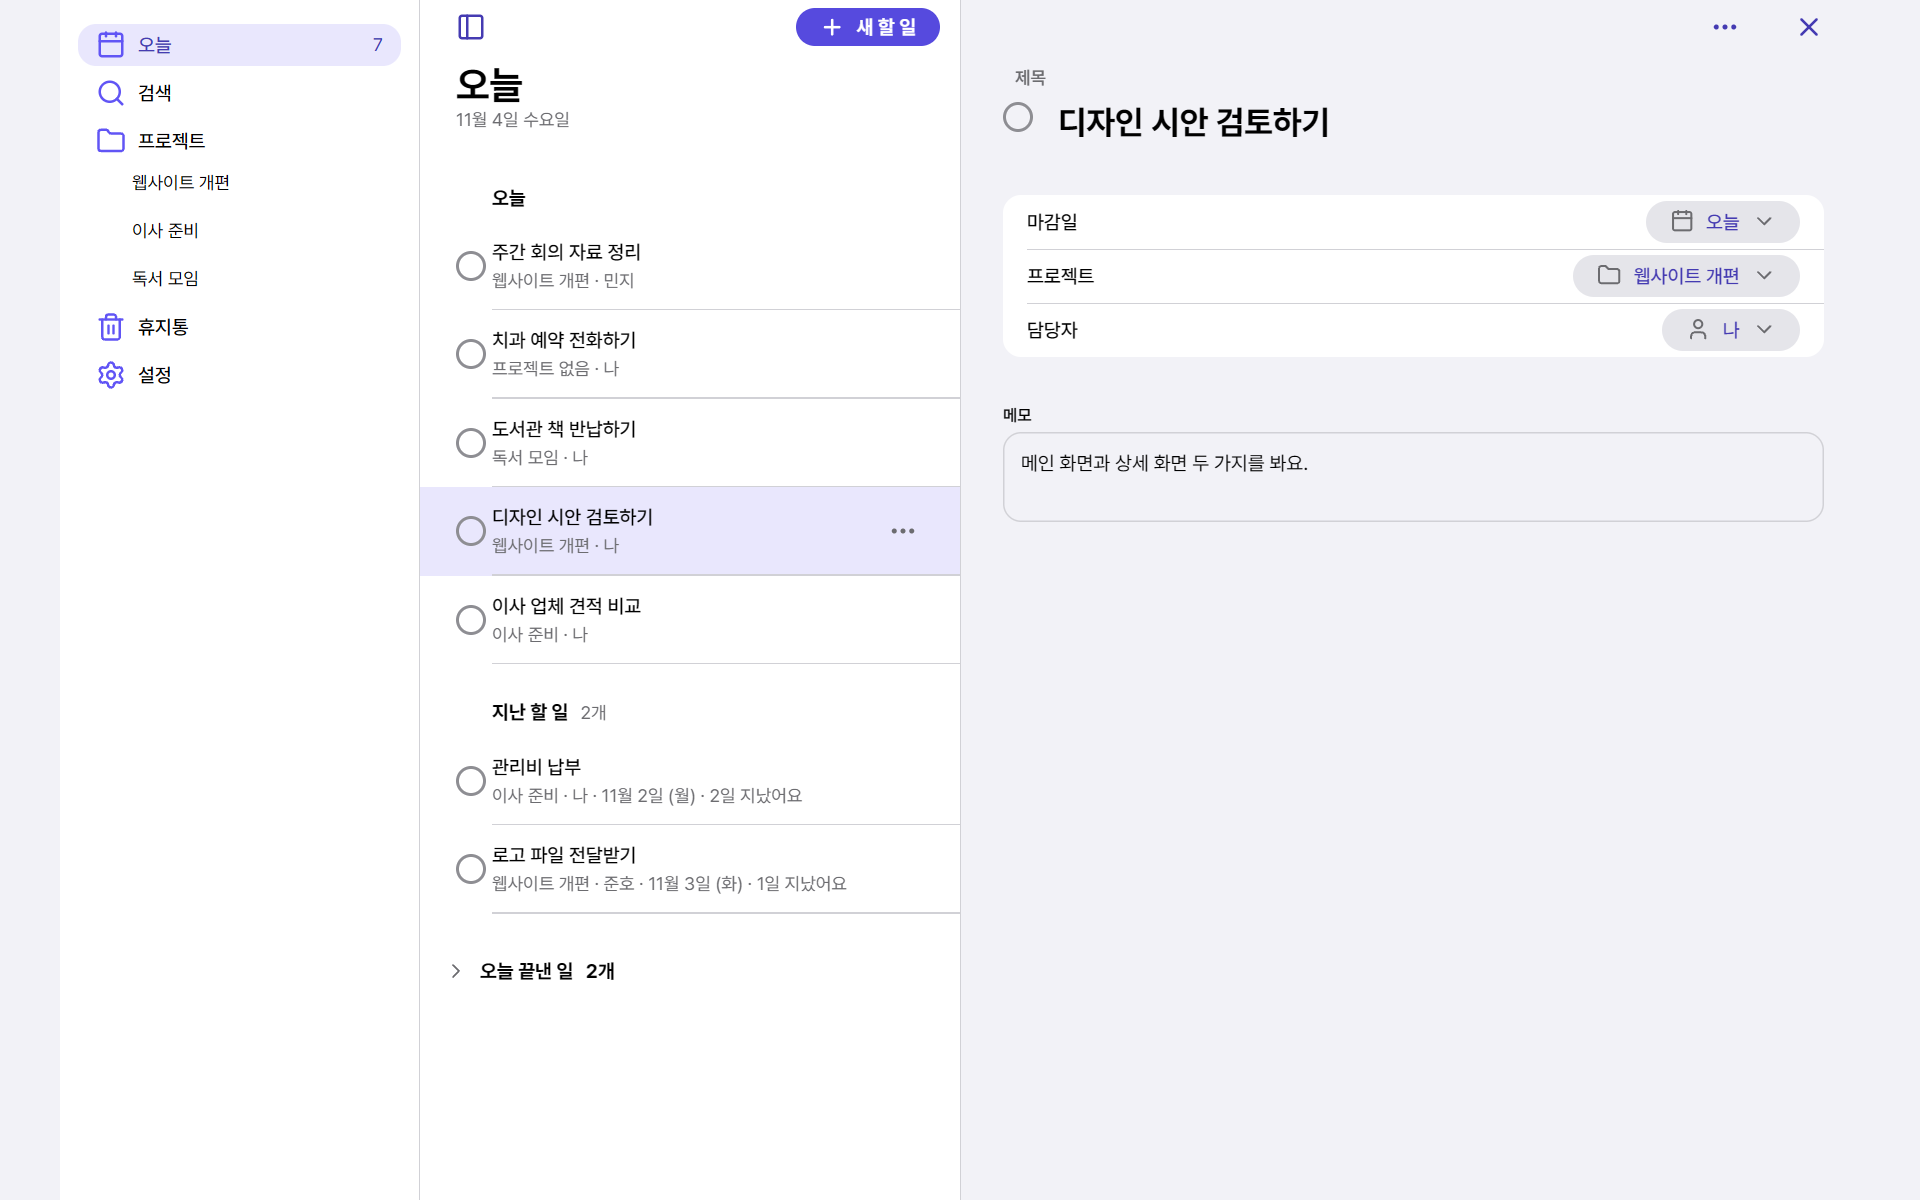 오늘 7
검색
프로젝트
웹사이트 개편
이사 준비
독서 모임
휴지통
설정
새 할 일
오늘
11월 4일 수요일
오늘
주간 회의 자료 정리
웹사이트 개편 · 민지
치과 예약 전화하기
프로젝트 없음 · 나
도서관 책 반납하기
독서 모임 · 나
디자인 시안 검토하기
웹사이트 개편 · 나
이사 업체 견적 비교
이사 준비 · 나
지난 할 일 2개
관리비 납부
이사 준비 · 나 · 11월 2일 (월) · 2일 지났어요
로고 파일 전달받기
웹사이트 개편 · 준호 · 11월 3일 (화) · 1일 지났어요
오늘 끝낸 일 2개
제목
디자인 시안 검토하기
마감일 오늘
프로젝트 웹사이트 개편
담당자 나
메모
메인 화면과 상세 화면 두 가지를 봐요.